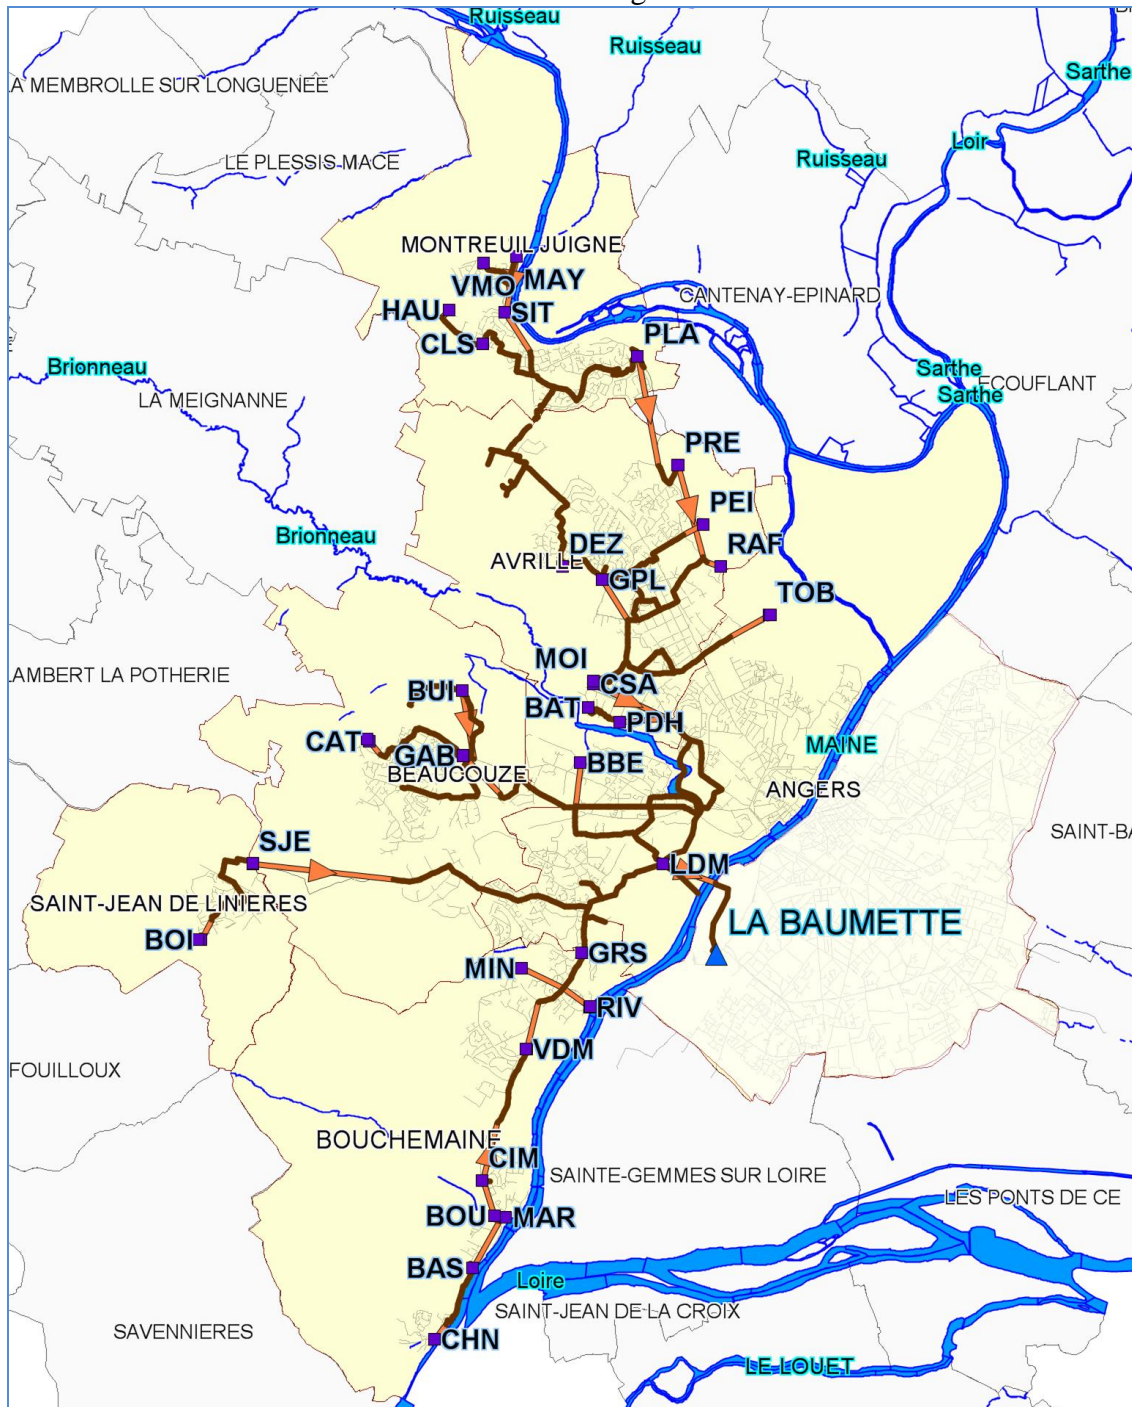 Ruisseau
Ruisseau
Sarthe
A MEMBROLLE SUR LONGUENEE
Loir
LE PLESSIS MACE
Ruisseau
MONTREUIL JUIGNE
VMO
MAY
HAU
SIT
CANTENAY-EPINARD
CLS
PLA
Brionneau
Sarthe
ECOUFLANT
LA MEIGNANNE
Sarthe
PRE
PEI
Brionneau
DEZ
RAF
AVRILLE
GPL
TOB
MOI
LAMBERT LA POTHERIE
CSA
BUI
BAT
PDH
CAT
MAINE
GAB
BBE
BEAUCOUZE
ANGERS
SAINT-BA
SJE
LDM
SAINT-JEAN DE LINIERES
LA BAUMETTE
BOI
GRS
MIN
RIV
VDM
FOUILLOUX
BOUCHEMAINE
CIM
SAINTE-GEMMES SUR LOIRE
LES PONTS DE CE
BOU
MAR
BAS
Loire
SAINT-JEAN DE LA CROIX
SAVENNIERES
CHN
LE LOUET